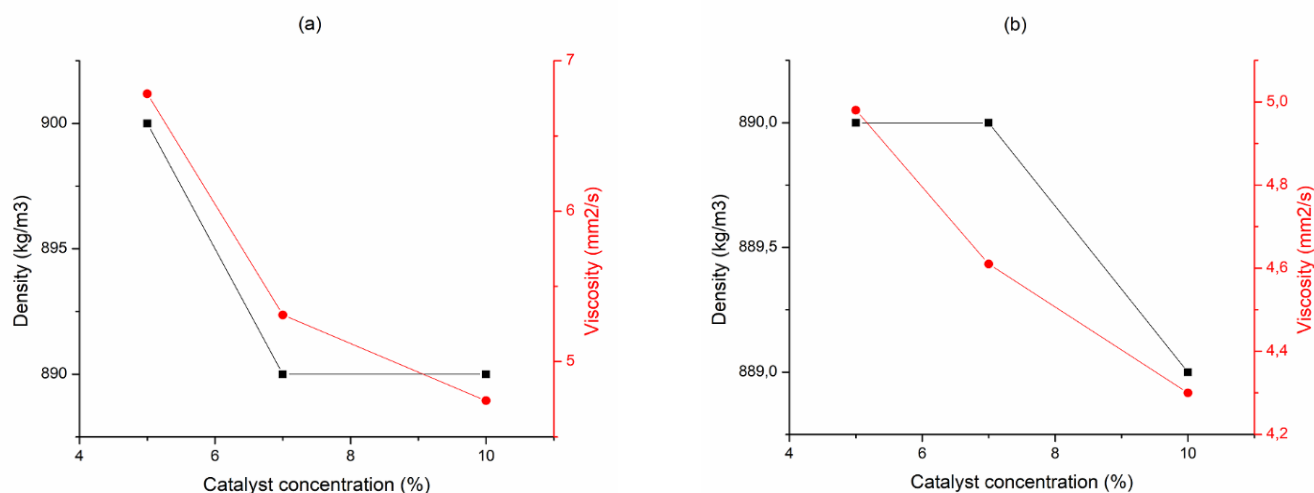 (a)
7
900
6
895
5
890
4
6
8
10
Density (kg/m3)
Viscosity (mm2/s)
Catalyst concentration (%)
(b)
890,0
5,0
4,8
889,5
4,6
4,4
889,0
4,2
4
6
8
10
Density (kg/m3)
Viscosity (mm2/s)
Catalyst concentration (%)